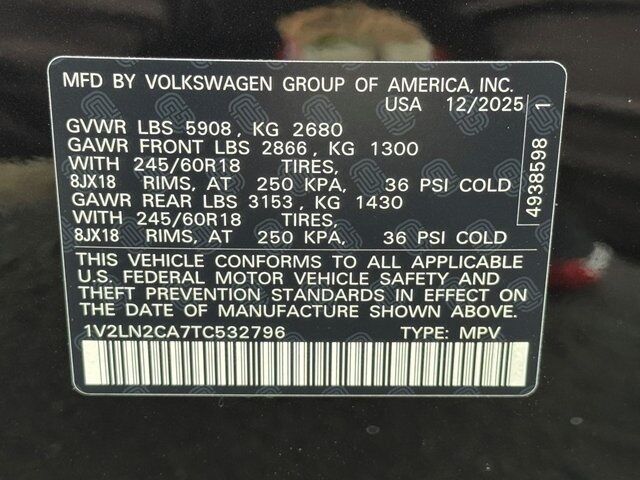 MFD BY VOLKSWAGEN GROUP OF AMERICA, INC.
USA 12/2025
GVWR LBS 5908, KG 2680
GAWR FRONT LBS 2866, KG 1300
WITH 245/60R18 TIRES,
8JX18 RIMS, AT 250 KPA, 36 PSI COLD
GAWR REAR LBS 3153, KG 1430
WITH 245/60R18 TIRES,
8JX18 RIMS, AT 250 KPA, 36 PSI COLD
THIS VEHICLE CONFORMS TO ALL APPLICABLE
U.S. FEDERAL MOTOR VEHICLE SAFETY AND
THEFT PREVENTION STANDARDS IN EFFECT ON THE
DATE OF MANUFACTURE SHOWN ABOVE.
1V2LN2CA7TC532796 TYPE: MPV
4938598 1